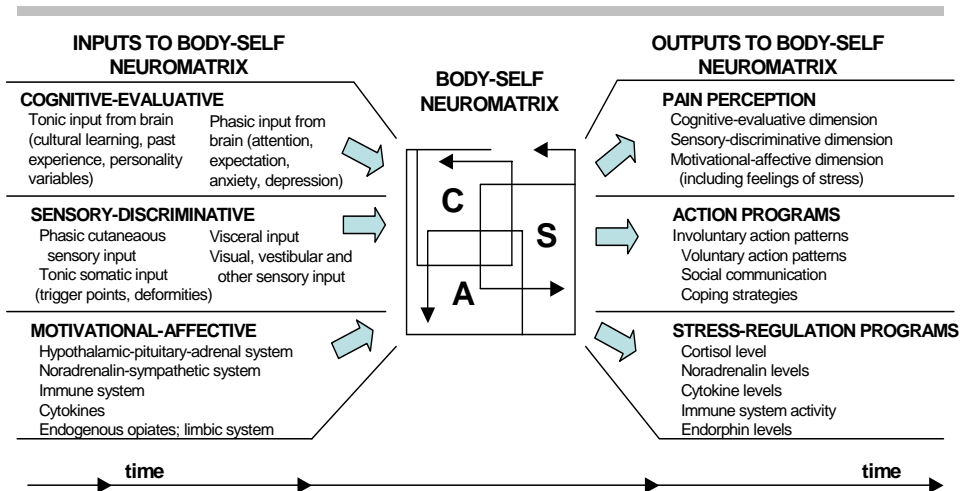 INPUTS TO BODY-SELF
NEUROMATRIX
COGNITIVE-EVALUATIVE
Tonic input from brain
(cultural learning, past
experience, personality
variables)
Phasic input from
brain (attention,
expectation,
anxiety, depression)
SENSORY-DISCRIMINATIVE
Phasic cutaneaous
sensory input
Tonic somatic input
(trigger points, deformities)
Visceral input
Visual, vestibular and
other sensory input
MOTIVATIONAL-AFFECTIVE
Hypothalamic-pituitary-adrenal system
Noradrenalin-sympathetic system
Immune system
Cytokines
Endogenous opiates; limbic system
BODY-SELF
NEUROMATRIX
C
S
A
OUTPUTS TO BODY-SELF
NEUROMATRIX
PAIN PERCEPTION
Cognitive-evaluative dimension
Sensory-discriminative dimension
Motivational-affective dimension
(including feelings of stress)
ACTION PROGRAMS
Involuntary action patterns
Voluntary action patterns
Social communication
Coping strategies
STRESS-REGULATION PROGRAMS
Cortisol level
Noradrenalin levels
Cytokine levels
Immune system activity
Endorphin levels
time
time